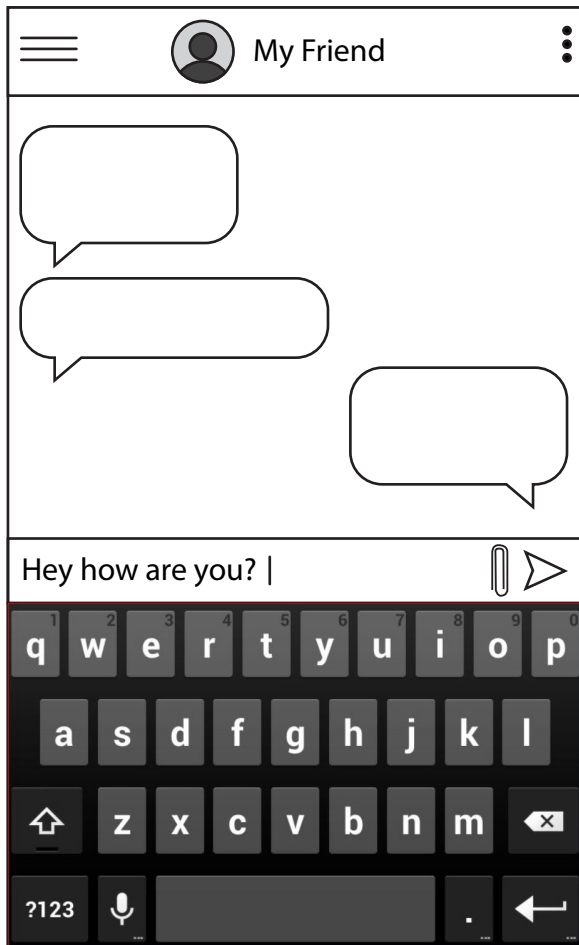 My Friend
Hey how are you? |
1 2 3 4 5 6 7 8 9 0
q w e r t y u i o p
a s d f g h j k l
z x c v b n m
?123 . ...